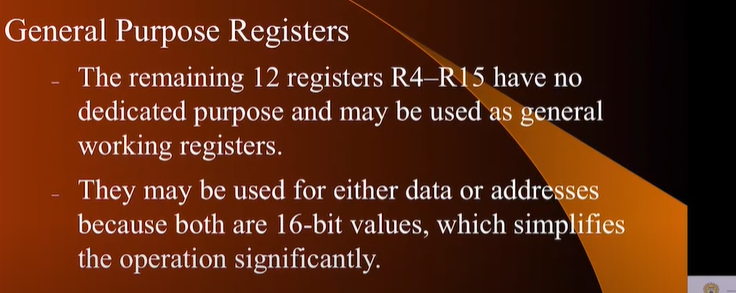 General Purpose Registers
– The remaining 12 registers R4–R15 have no
dedicated purpose and may be used as general
working registers.
– They may be used for either data or addresses
because both are 16-bit values, which simplifies
the operation significantly.